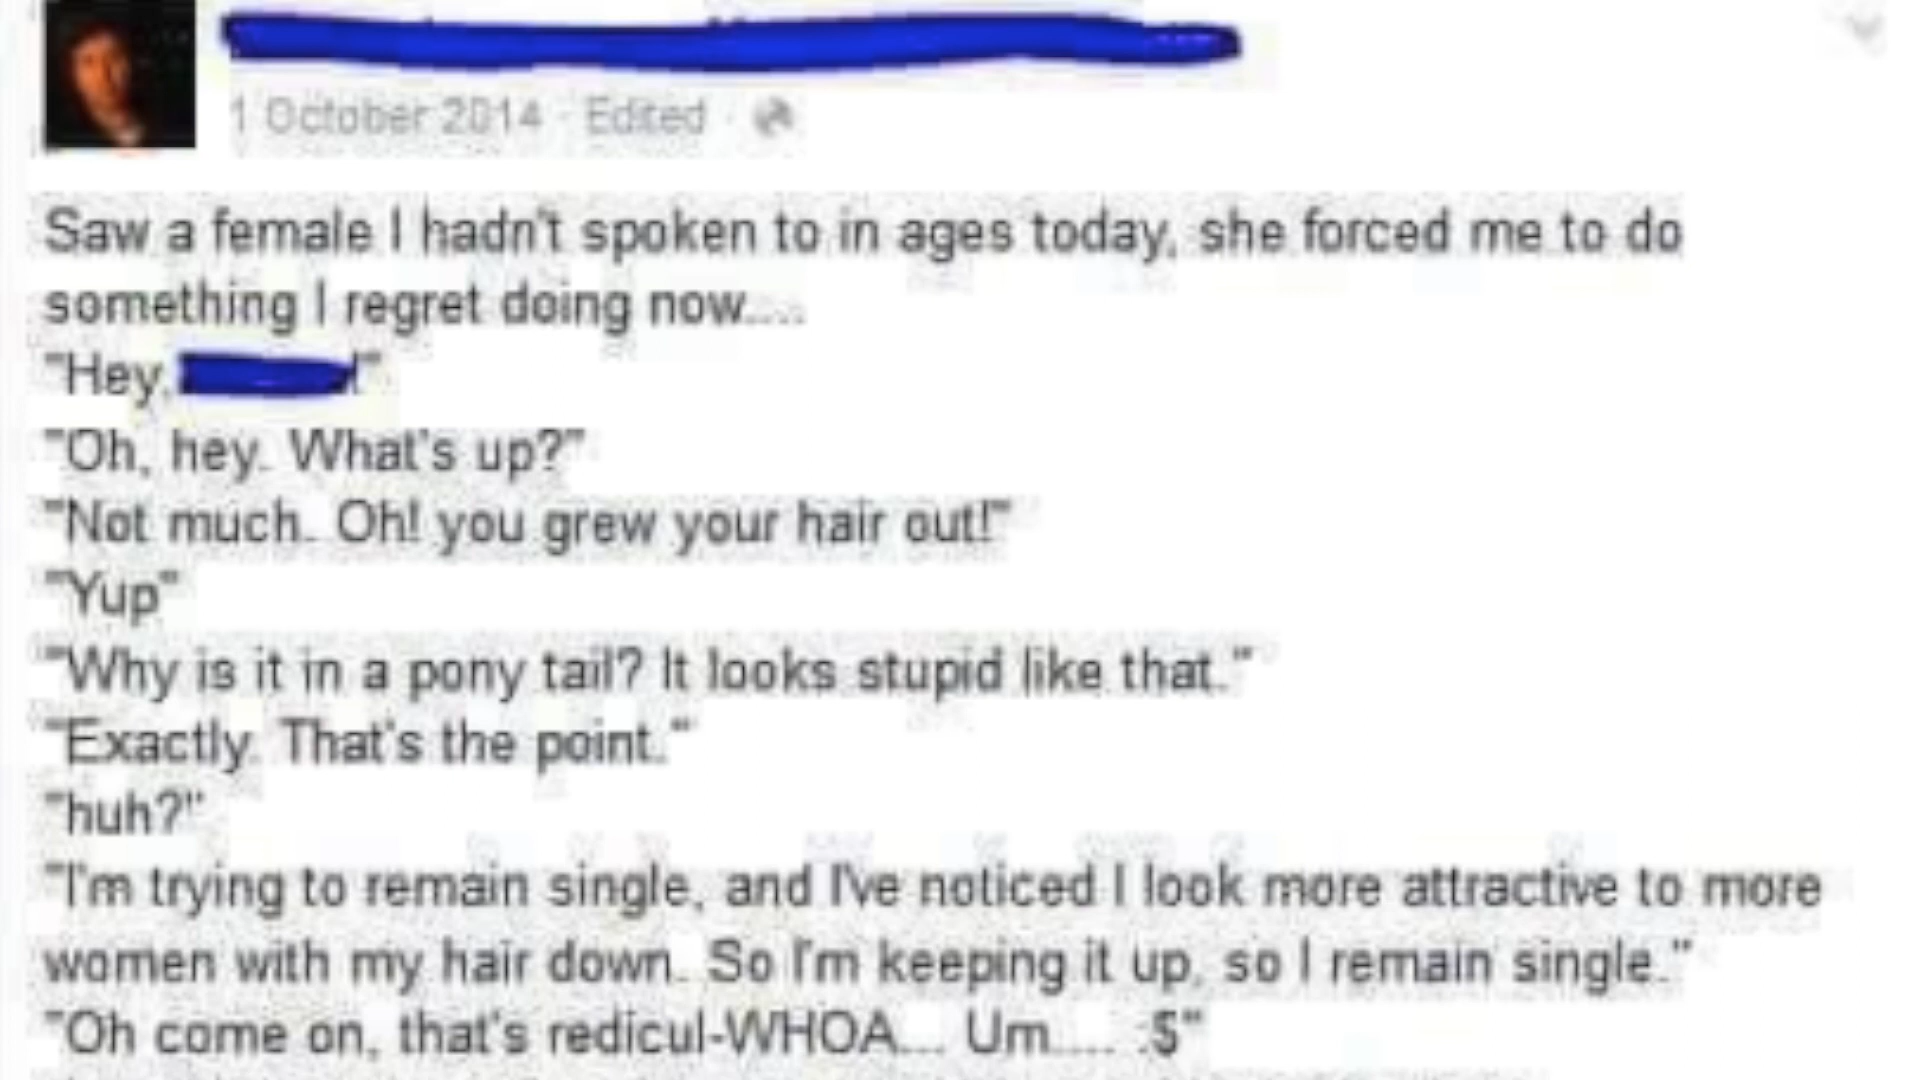 1 October 2014 · Edited ·
Saw a female I hadn't spoken to in ages today, she forced me to do
something I regret doing now....
"Hey, !"
"Oh, hey. What's up?"
"Not much. Oh! you grew your hair out!"
"Yup"
"Why is it in a pony tail? It looks stupid like that."
"Exactly. That's the point."
"huh?"
"I'm trying to remain single, and I've noticed I look more attractive to more
women with my hair down. So I'm keeping it up, so I remain single."
"Oh come on, that's redicul-WHOA... Um.... :$"